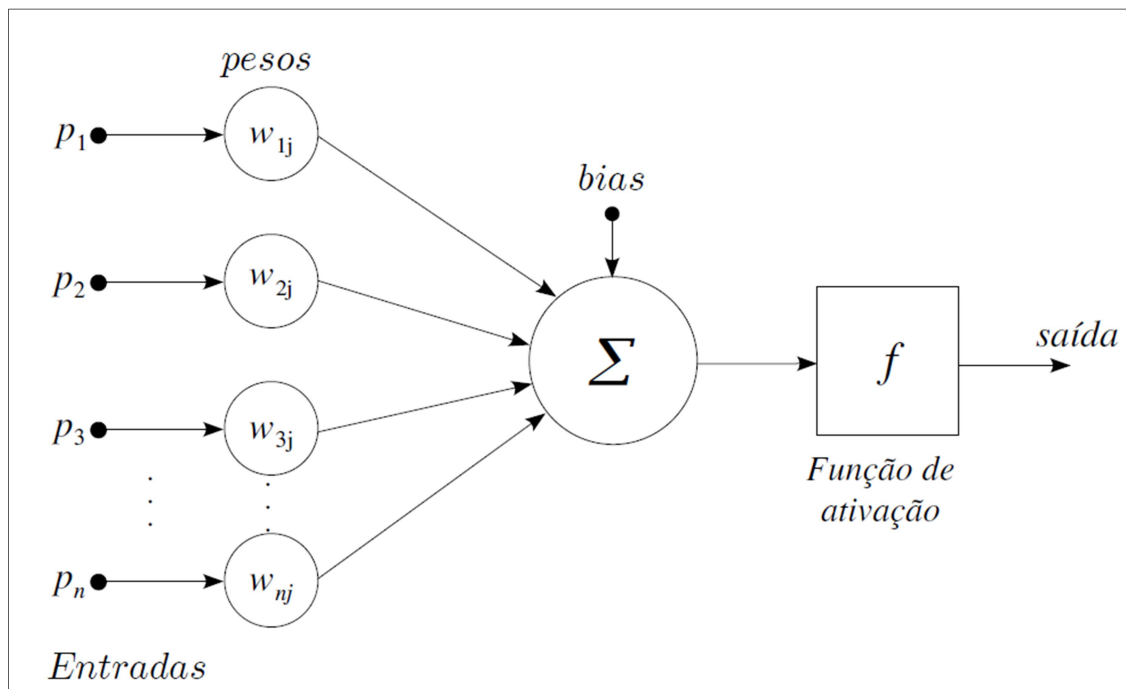 pesos
p₁
w₁ⱼ
bias
p₂
w₂ⱼ
Σ
f
saída
p₃
w₃ⱼ
Função de
ativação
pₙ
wₙⱼ
Entradas